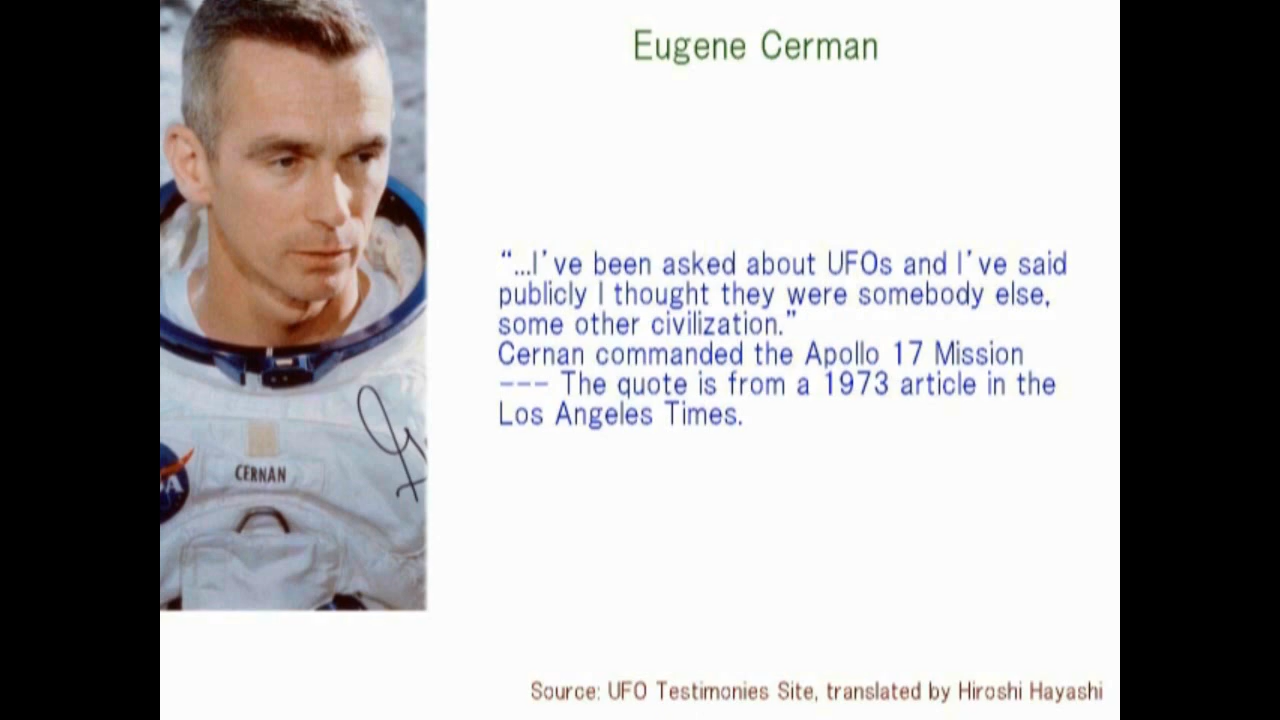 Eugene Cerman
“...I've been asked about UFOs and I've said
publicly I thought they were somebody else,
some other civilization.”
Cernan commanded the Apollo 17 Mission
--- The quote is from a 1973 article in the
Los Angeles Times.
CERNAN
Source: UFO Testimonies Site, translated by Hiroshi Hayashi